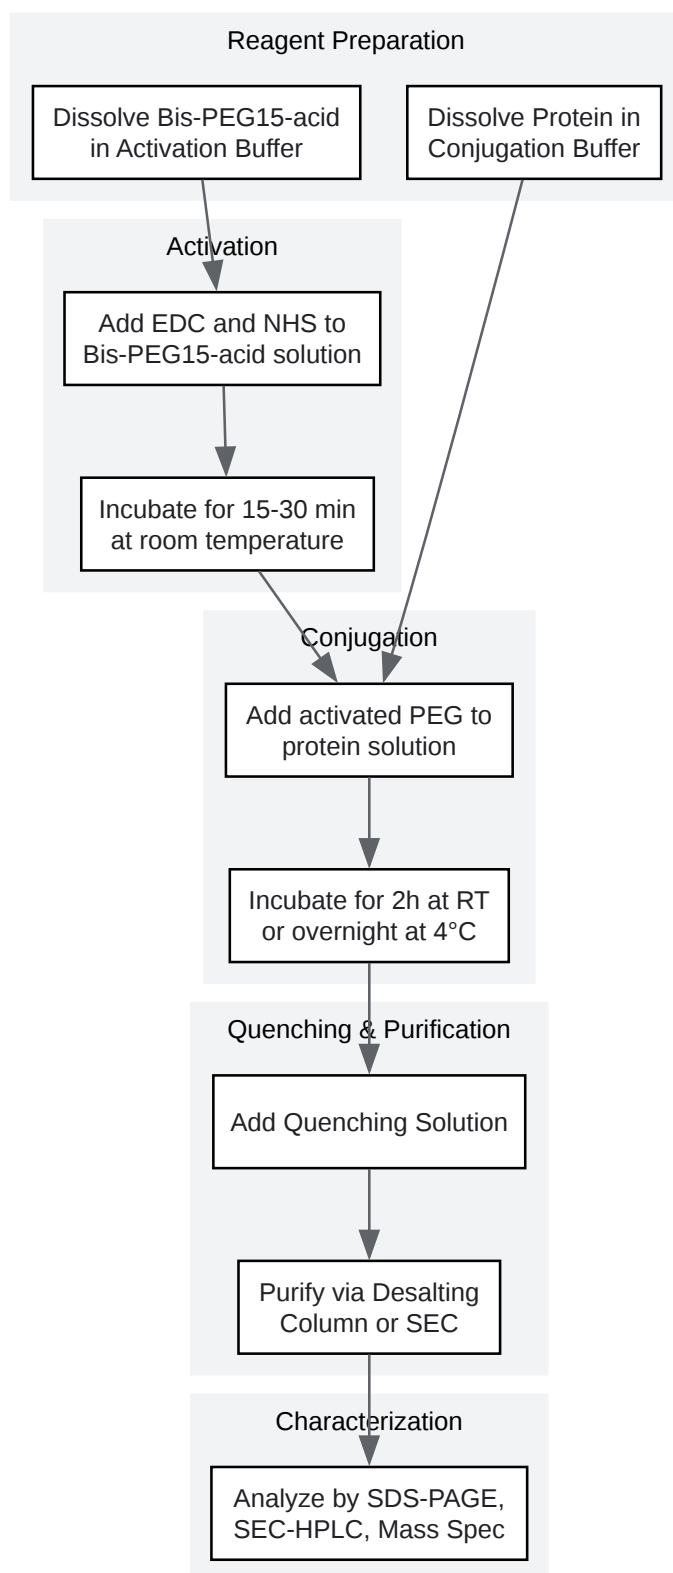 Reagent Preparation
Dissolve Bis-PEG15-acid
in Activation Buffer
Dissolve Protein in
Conjugation Buffer
Activation
Add EDC and NHS to
Bis-PEG15-acid solution
Incubate for 15-30 min
at room temperature
Conjugation
Add activated PEG to
protein solution
Incubate for 2h at RT
or overnight at 4°C
Quenching & Purification
Add Quenching Solution
Purify via Desalting
Column or SEC
Characterization
Analyze by SDS-PAGE,
SEC-HPLC, Mass Spec